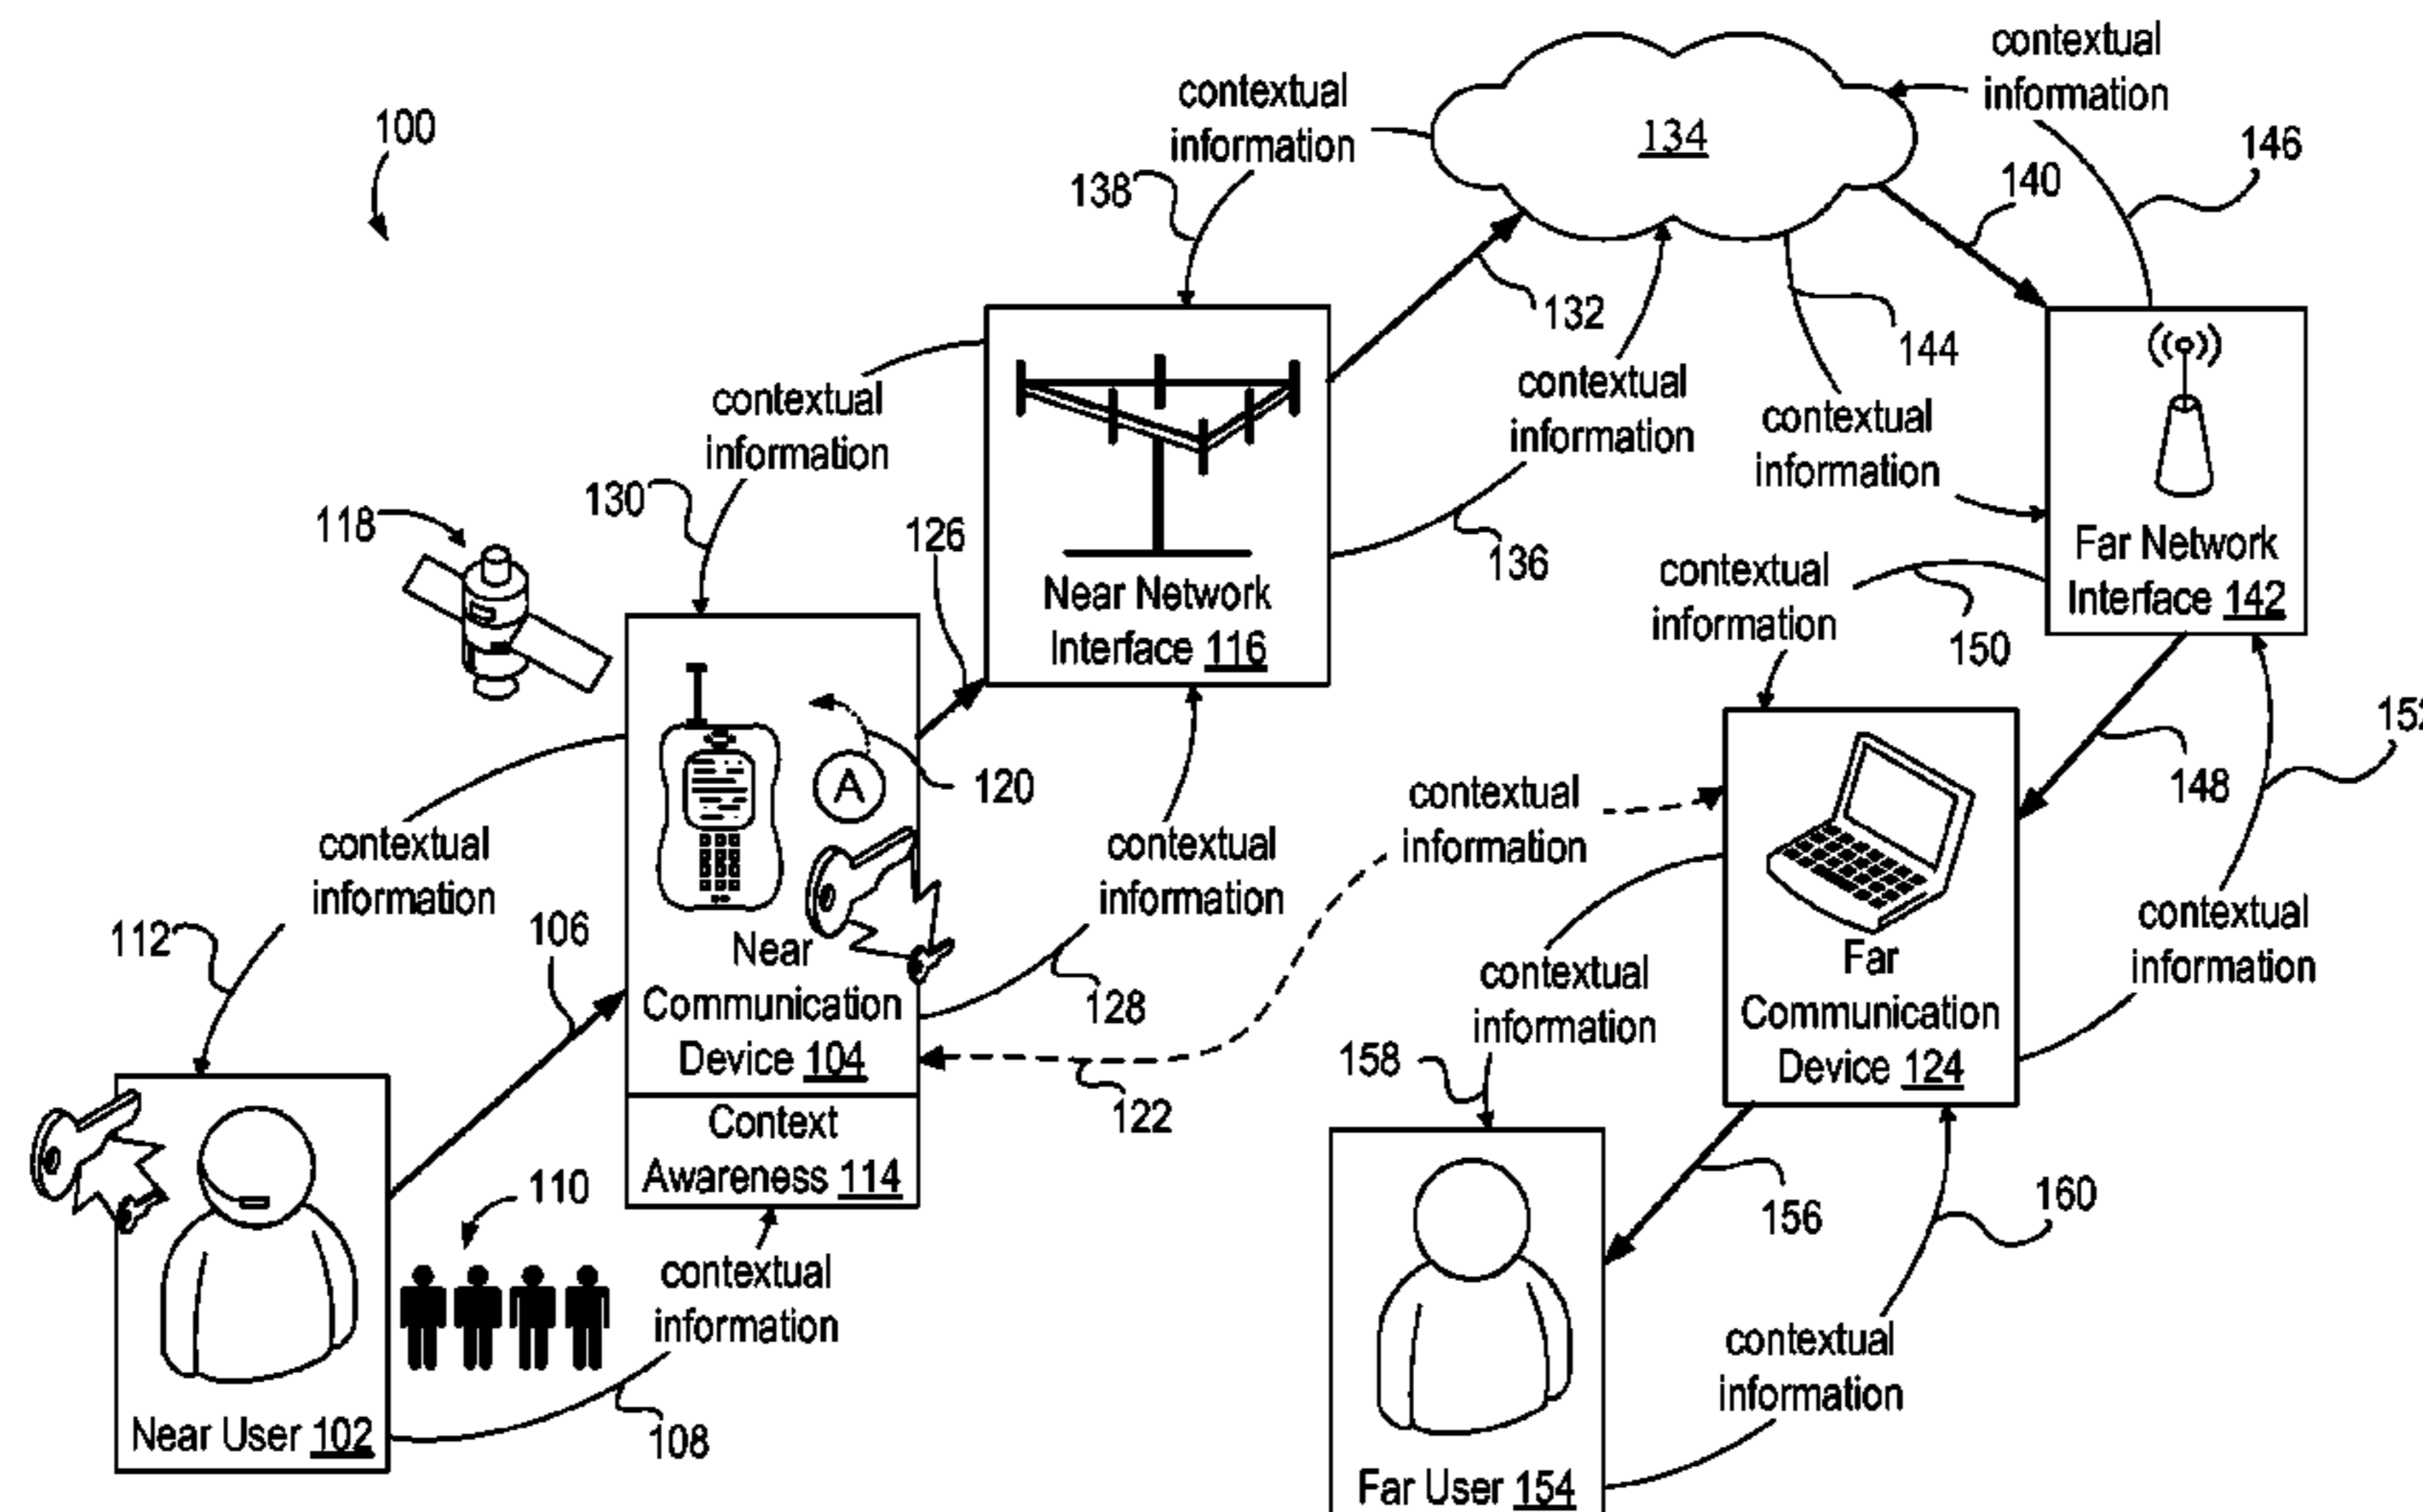 100
contextual
information
138
134
contextual
information
146
140
132
144
contextual
information
contextual
information
Near Network
Interface 116
136
Far Network
Interface 142
contextual
information
130
126
118
contextual
information
150
152
148
120
A
contextual
information
contextual
information
contextual
information
112
106
Near
Communication
Device 104
128
122
Context
Awareness 114
Far
Communication
Device 124
contextual
information
contextual
information
158
156
160
110
contextual
information
108
Near User 102
contextual
information
Far User 154